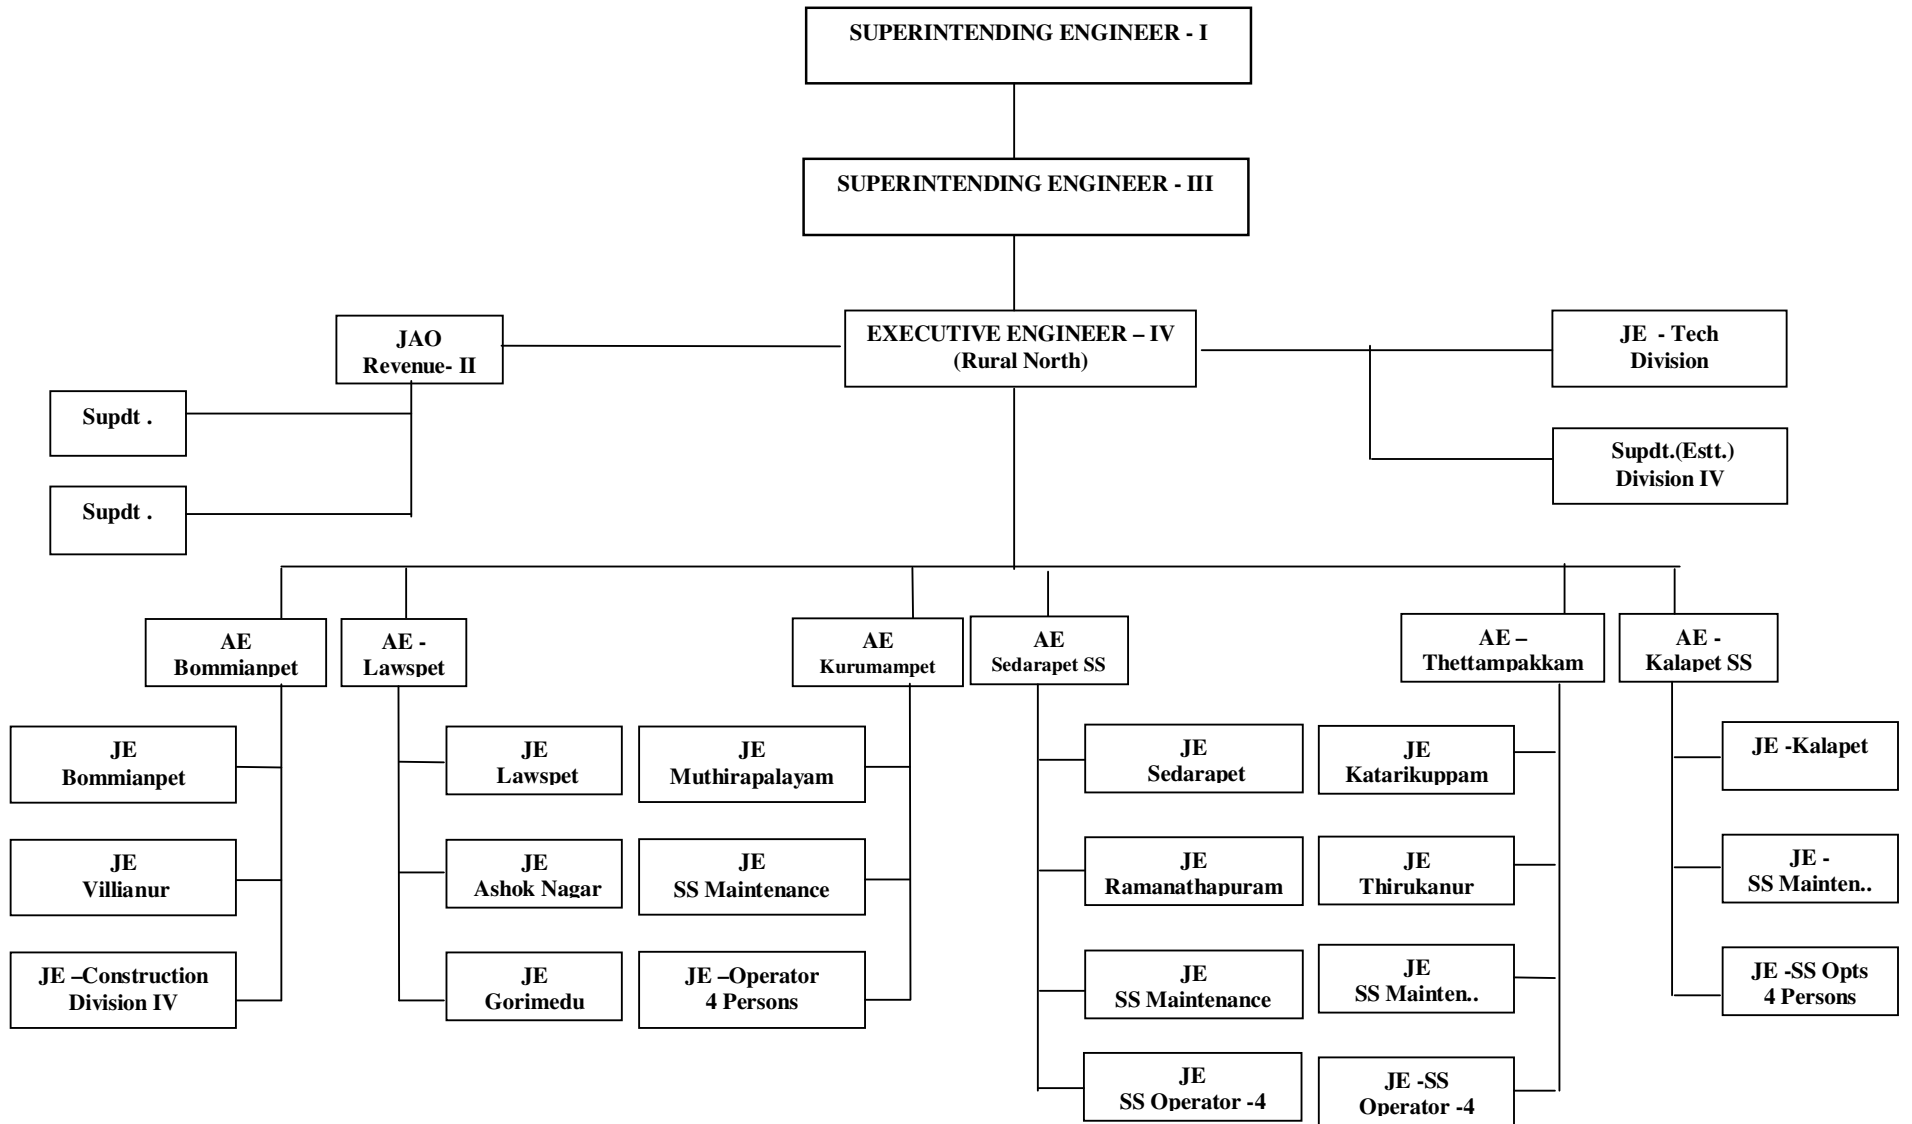 SUPERINTENDING ENGINEER - I
SUPERINTENDING ENGINEER - III
JAO
Revenue- II
EXECUTIVE ENGINEER – IV
(Rural North)
JE - Tech
Division
Supdt .
Supdt.(Estt.)
Division IV
Supdt .
AE
Bommianpet
AE -
Lawspet
AE
Kurumampet
AE
Sedarapet SS
AE –
Thettampakkam
AE -
Kalapet SS
JE
Bommianpet
JE
Villianur
JE –Construction
Division IV
JE
Lawspet
JE
Ashok Nagar
JE
Gorimedu
JE
Muthirapalayam
JE
SS Maintenance
JE –Operator
4 Persons
JE
Sedarapet
JE
Ramanathapuram
JE
SS Maintenance
JE
SS Operator -4
JE
Katarikuppam
JE
Thirukanur
JE
SS Mainten..
JE -SS
Operator -4
JE -Kalapet
JE -
SS Mainten..
JE -SS Opts
4 Persons